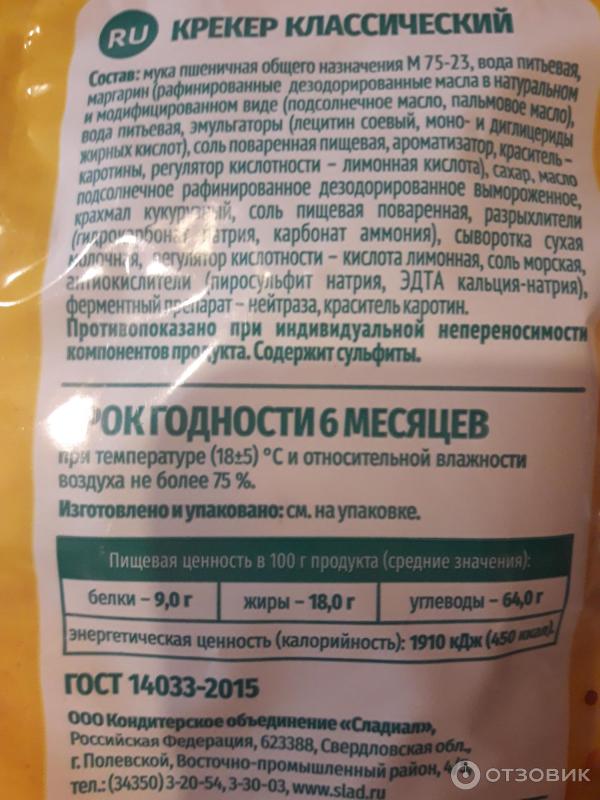 RU КРЕКЕР КЛАССИЧЕСКИЙ
Состав: мука пшеничная общего назначения М 75-23, вода питьевая,
маргарин (рафинированные дезодорированные масла в натуральном
и модифицированном виде (подсолнечное масло, пальмовое масло),
вода питьевая, эмульгаторы (лецитин соевый, моно- и диглицериды
жирных кислот), соль поваренная пищевая, ароматизатор, краситель –
каротины, регулятор кислотности – лимонная кислота), сахар, масло
подсолнечное рафинированное дезодорированное вымороженное,
крахмал кукурузный, соль пищевая поваренная, разрыхлители
(гидрокарбонат натрия, карбонат аммония), сыворотка сухая
молочная, регулятор кислотности – кислота лимонная, соль морская,
антиокислители (пиросульфит натрия, ЭДТА кальция-натрия),
ферментный препарат – нейтраза, краситель каротин.
Противопоказано при индивидуальной непереносимости
компонентов продукта. Содержит сульфиты.
РОК ГОДНОСТИ 6 МЕСЯЦЕВ
при температуре (18±5) °С и относительной влажности
воздуха не более 75 %.
Изготовлено и упаковано: см. на упаковке.
Пищевая ценность в 100 г продукта (средние значения):
белки – 9,0 г жиры – 18,0 г углеводы – 64,0 г
энергетическая ценность (калорийность): 1910 кДж (450 ккал).
ГОСТ 14033-2015
ООО Кондитерское объединение «Сладиал»,
Российская Федерация, 623388, Свердловская обл.,
г. Полевской, Восточно-промышленный район,
тел.: (34350) 3-20-54, 3-30-03, www.slad.ru
ОТЗОВИК